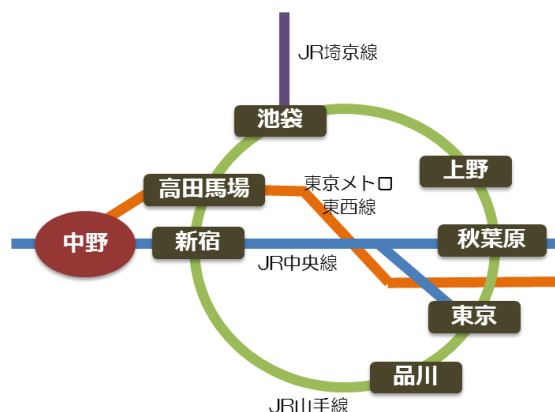 JR埼京線
池袋
上野
高田馬場
東京メトロ
東西線
中野
新宿
秋葉原
JR中央線
東京
品川
JR山手線